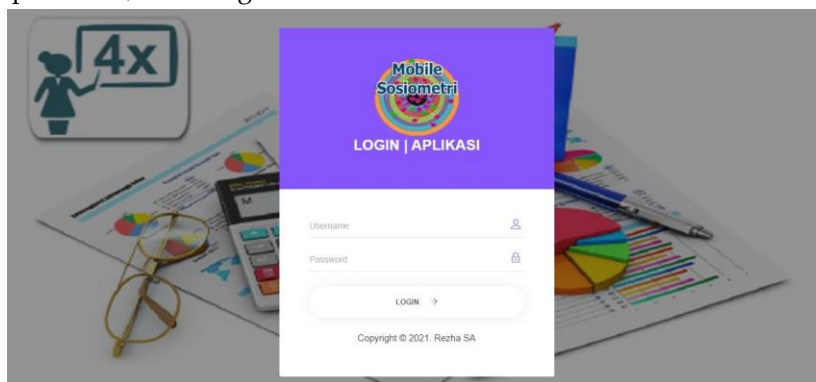 4x
Mobile
Sosiometri
LOGIN | APLIKASI
Username
Password
LOGIN →
Copyright © 2021. Rezha SA
M